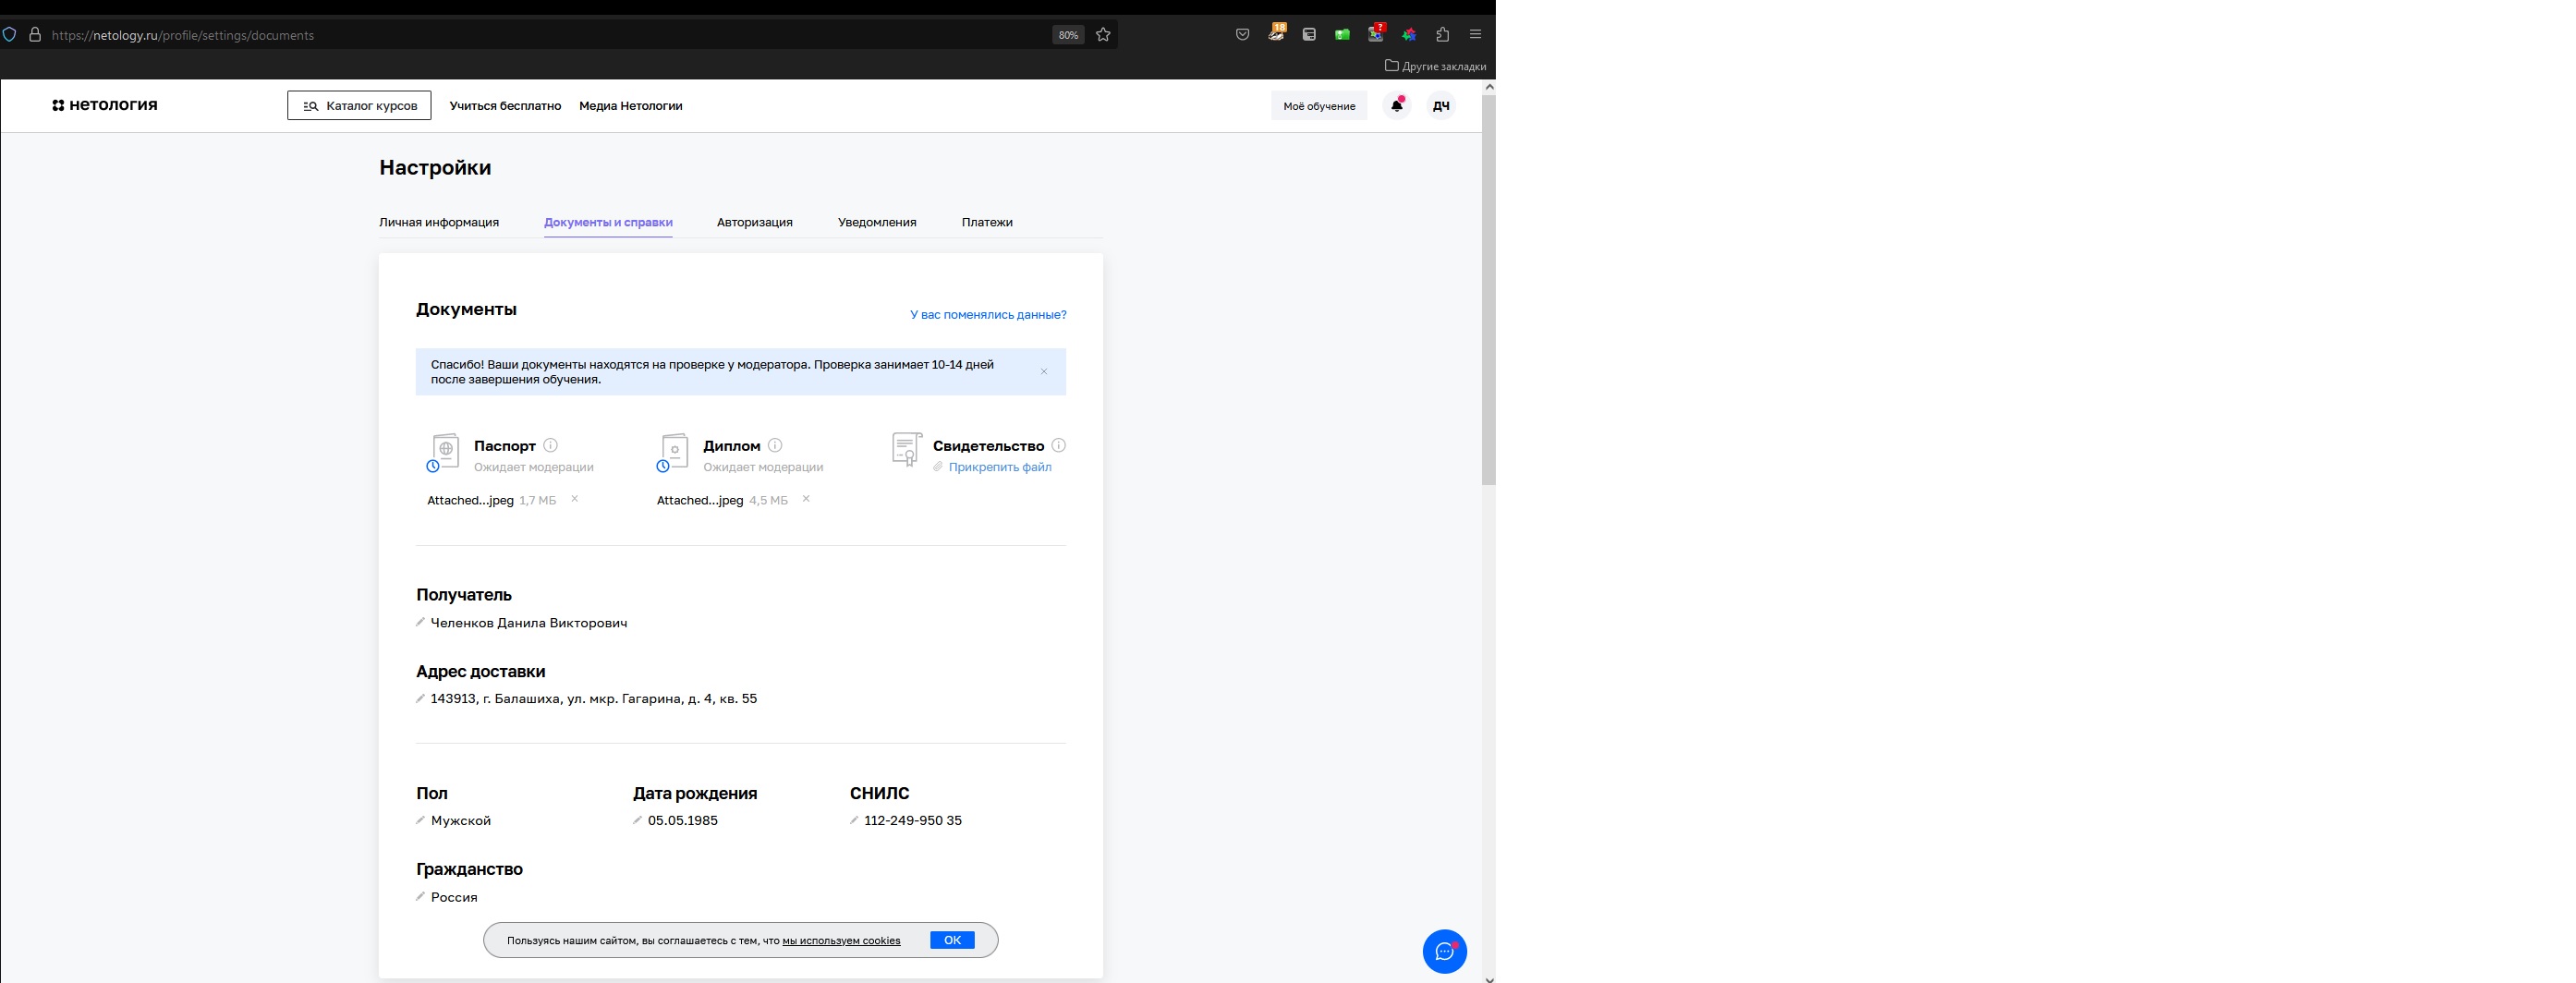 https://netology.ru/profile/settings/documents
80%
18
?
Другие закладки
нетология
Каталог курсов
Учиться бесплатно
Медиа Нетологии
Моё обучение
ДЧ
Настройки
Личная информация
Документы и справки
Авторизация
Уведомления
Платежи
Документы
У вас поменялись данные?
Спасибо! Ваши документы находятся на проверке у модератора. Проверка занимает 10-14 дней
после завершения обучения.
Паспорт
Ожидает модерации
Attached...jpeg 1,7 МБ
Диплом
Ожидает модерации
Attached...jpeg 4,5 МБ
Свидетельство
Прикрепить файл
Получатель
Челенков Данила Викторович
Адрес доставки
143913, г. Балашиха, ул. мкр. Гагарина, д. 4, кв. 55
Пол
Мужской
Дата рождения
05.05.1985
СНИЛС
112-249-950 35
Гражданство
Россия
Пользуясь нашим сайтом, вы соглашаетесь с тем, что мы используем cookies
ОК